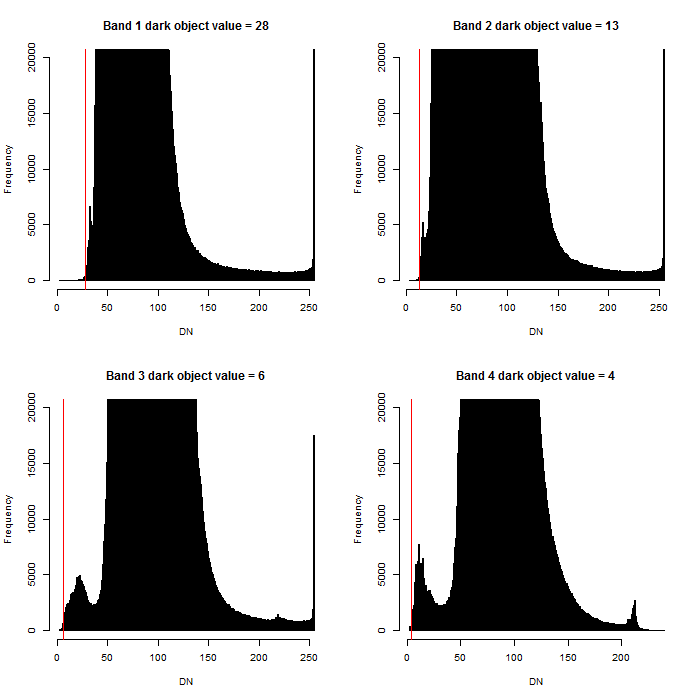 Band 1 dark object value = 28
Frequency
20000
15000
10000
5000
0
0 50 100 150 200 250
DN
Band 2 dark object value = 13
Frequency
20000
15000
10000
5000
0
0 50 100 150 200 250
DN
Band 3 dark object value = 6
Frequency
20000
15000
10000
5000
0
0 50 100 150 200 250
DN
Band 4 dark object value = 4
Frequency
20000
15000
10000
5000
0
0 50 100 150 200
DN